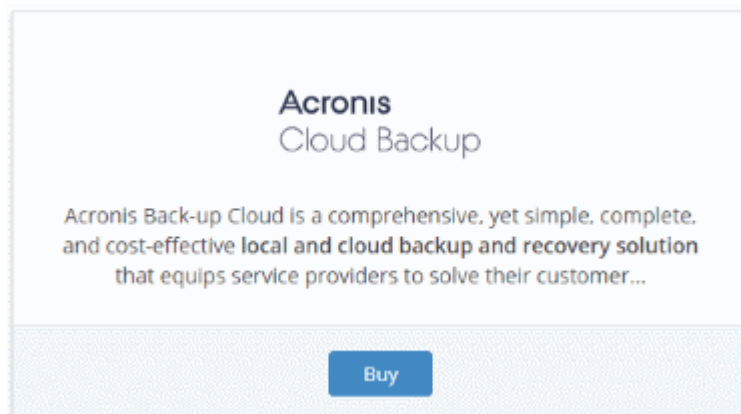 Acronis
Cloud Backup
Acronis Back-up Cloud is a comprehensive, yet simple, complete,
and cost-effective local and cloud backup and recovery solution
that equips service providers to solve their customer...
Buy